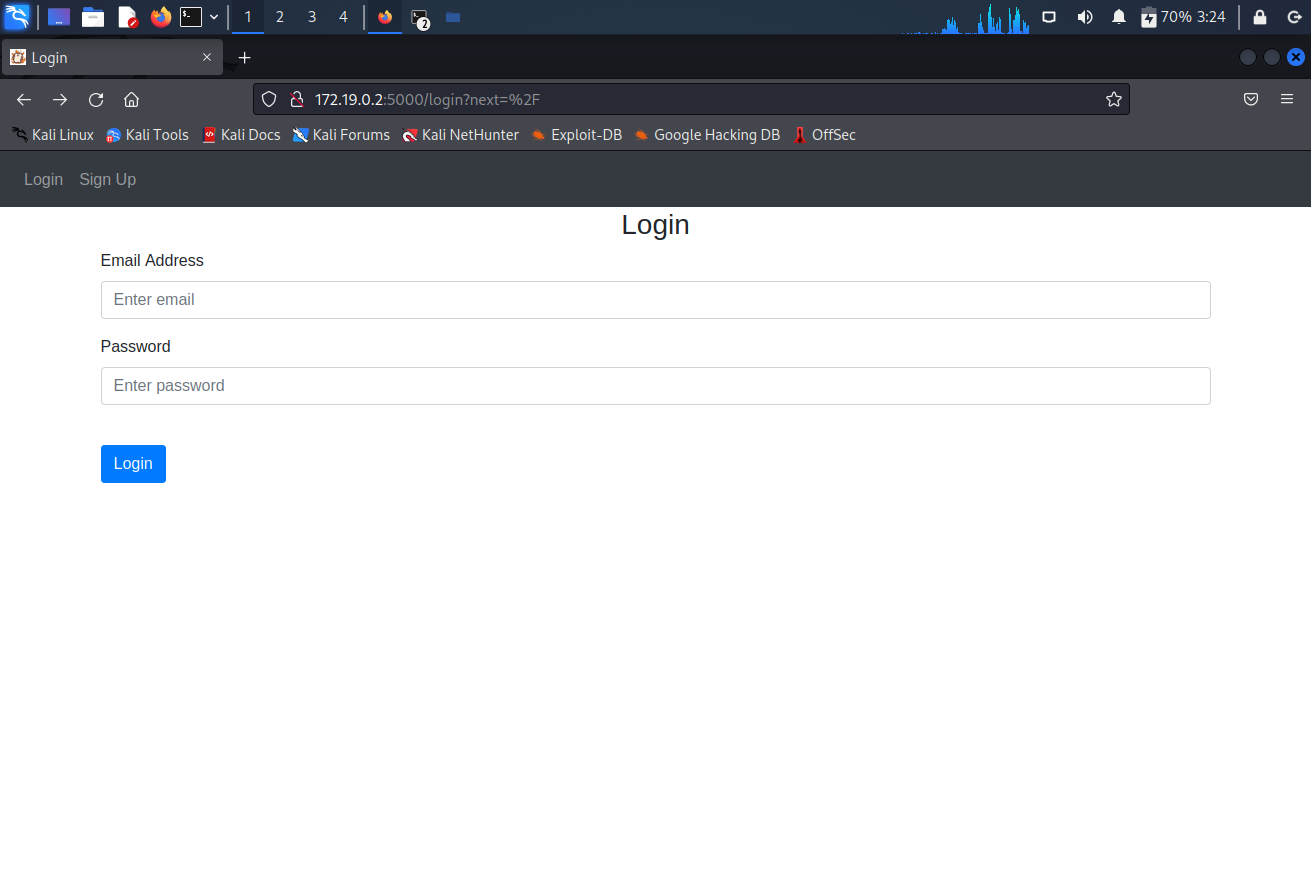 1 2 3 4 2 70% 3:24
Login
172.19.0.2:5000/login?next=%2F
Kali Linux Kali Tools Kali Docs Kali Forums Kali NetHunter Exploit-DB Google Hacking DB OffSec
Login Sign Up
Login
Email Address
Enter email
Password
Enter password
Login